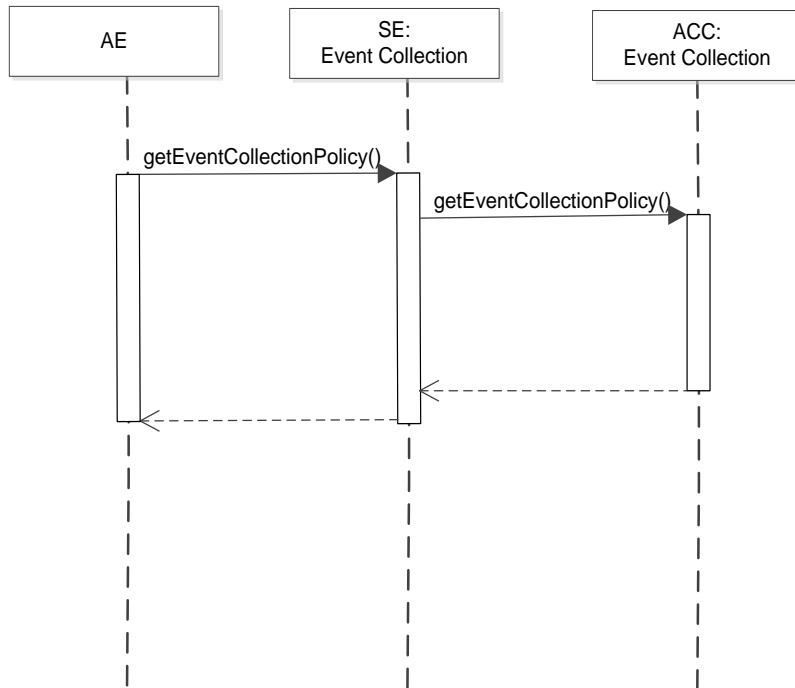 AE
SE:
Event Collection
ACC:
Event Collection
getEventCollectionPolicy()
getEventCollectionPolicy()